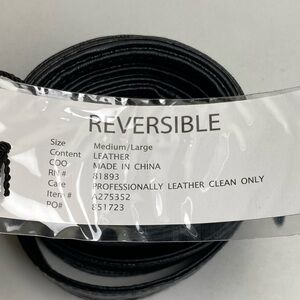 REVERSIBLE
Size Medium/Large
Content LEATHER
COO MADE IN CHINA
RN # 81893
Care PROFESSIONALLY LEATHER CLEAN ONLY
Item # A275352
PO# 851723